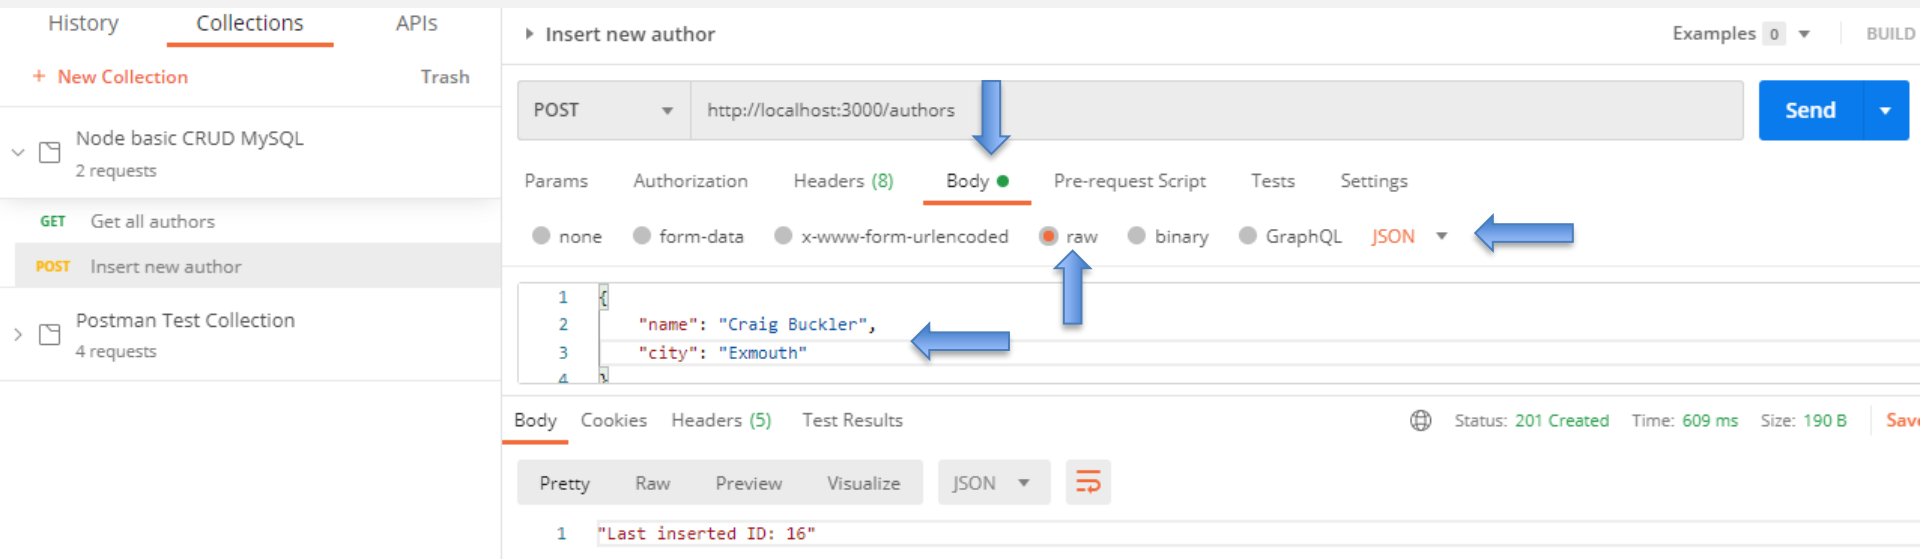 History Collections APIs
+ New Collection Trash
Node basic CRUD MySQL
2 requests
GET Get all authors
POST Insert new author
Postman Test Collection
4 requests
Insert new author
Examples 0 BUILD
POST http://localhost:3000/authors Send
Params Authorization Headers (8) Body Pre-request Script Tests Settings
none form-data x-www-form-urlencoded raw binary GraphQL JSON
1 {
2 "name": "Craig Buckler",
3 "city": "Exmouth"
4 }
Body Cookies Headers (5) Test Results Status: 201 Created Time: 609 ms Size: 190 B Save
Pretty Raw Preview Visualize JSON
1 "Last inserted ID: 16"